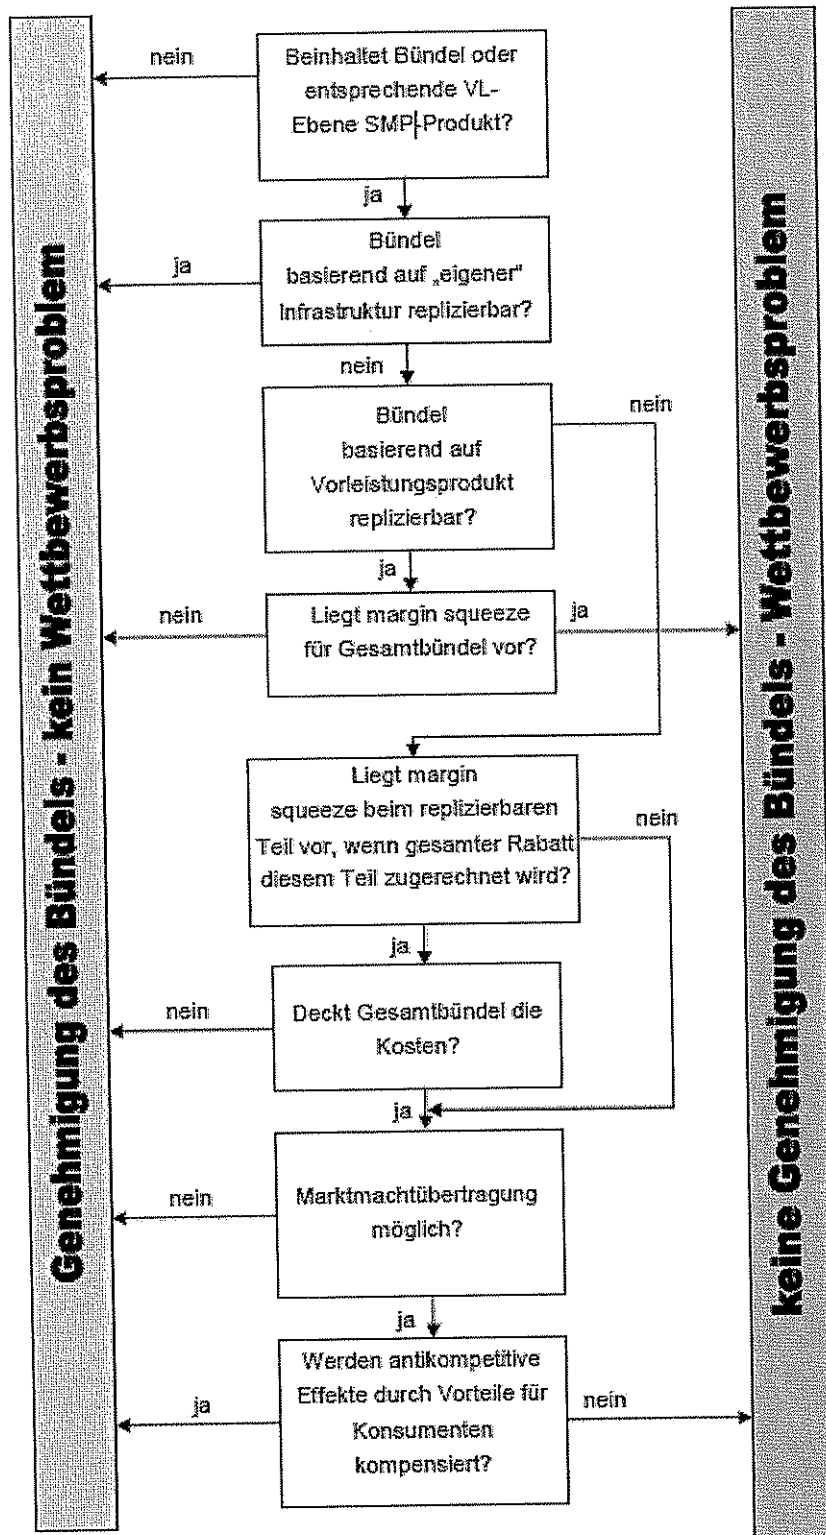 Genehmigung des Bündels - kein Wettbewerbsproblem
nein
Beinhaltet Bündel oder
entsprechende VL-
Ebene SMP-Produkt?
ja
ja
Bündel
basierend auf „eigener"
Infrastruktur replizierbar?
nein
Bündel
basierend auf
Vorleistungsprodukt
replizierbar?
nein
ja
nein
Liegt margin squeeze
für Gesamtbündel vor?
ja
Liegt margin
squeeze beim replizierbaren
Teil vor, wenn gesamter Rabatt
diesem Teil zugerechnet wird?
nein
ja
nein
Deckt Gesamtbündel die
Kosten?
ja
nein
Marktmachtübertragung
möglich?
ja
ja
Werden antikompetitive
Effekte durch Vorteile für
Konsumenten
kompensiert?
nein
keine Genehmigung des Bündels - Wettbewerbsproblem